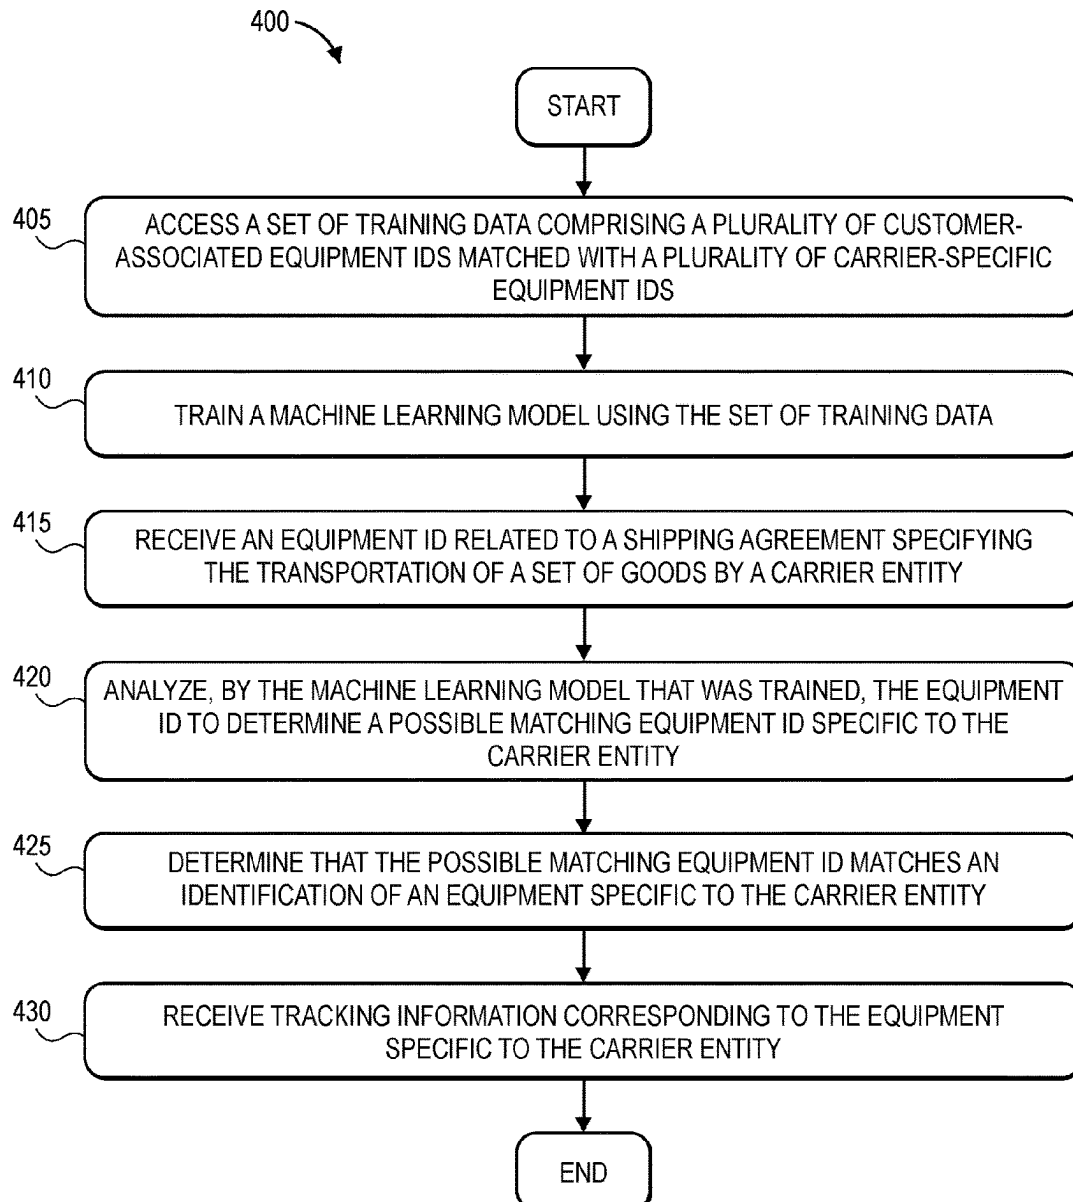 400
START
405
ACCESS A SET OF TRAINING DATA COMPRISING A PLURALITY OF CUSTOMER-
ASSOCIATED EQUIPMENT IDS MATCHED WITH A PLURALITY OF CARRIER-SPECIFIC
EQUIPMENT IDS
410
TRAIN A MACHINE LEARNING MODEL USING THE SET OF TRAINING DATA
415
RECEIVE AN EQUIPMENT ID RELATED TO A SHIPPING AGREEMENT SPECIFYING
THE TRANSPORTATION OF A SET OF GOODS BY A CARRIER ENTITY
420
ANALYZE, BY THE MACHINE LEARNING MODEL THAT WAS TRAINED, THE EQUIPMENT
ID TO DETERMINE A POSSIBLE MATCHING EQUIPMENT ID SPECIFIC TO THE
CARRIER ENTITY
425
DETERMINE THAT THE POSSIBLE MATCHING EQUIPMENT ID MATCHES AN
IDENTIFICATION OF AN EQUIPMENT SPECIFIC TO THE CARRIER ENTITY
430
RECEIVE TRACKING INFORMATION CORRESPONDING TO THE EQUIPMENT
SPECIFIC TO THE CARRIER ENTITY
END